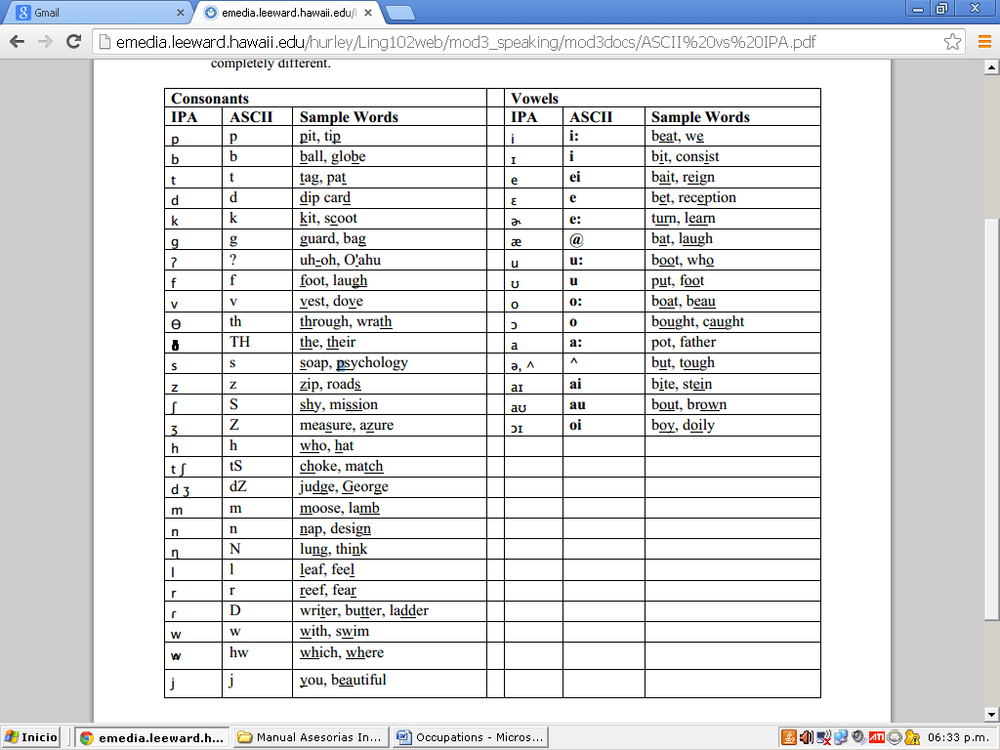 Gmail
emedia.leeward.hawaii.edu/
emedia.leeward.hawaii.edu/hurley/Ling102web/mod3_speaking/mod3docs/ASCII%20vs%20IPA.pdf
completely different.
Consonants Vowels
IPA ASCII Sample Words IPA ASCII Sample Words
p p pit, tip i i: beat, we
b b ball, globe ɪ i bit, consist
t t tag, pat e ei bait, reign
d d dip card ɛ e bet, reception
k k kit, scoot ɚ e: turn, learn
g g guard, bag æ @ bat, laugh
ʔ ? uh-oh, O'ahu u u: boot, who
f f foot, laugh ʊ u put, foot
v v vest, dove o o: boat, beau
Ɵ th through, wrath ɔ o bought, caught
TH the, their a a: pot, father
s s soap, psychology ə, ^ ^ but, tough
z z zip, roads aɪ ai bite, stein
ʃ S shy, mission aʊ au bout, brown
ʒ Z measure, azure ɔɪ oi boy, doily
h h who, hat
t ʃ tS choke, match
d ʒ dZ judge, George
m m moose, lamb
n n nap, design
ƞ N lung, think
l l leaf, feel
r r reef, fear
ɾ D writer, butter, ladder
w w with, swim
hw which, where
j j you, beautiful
Inicio emedia.leeward.h... Manual Asesorias In... Occupations - Micros... ATI 06:33 p.m.